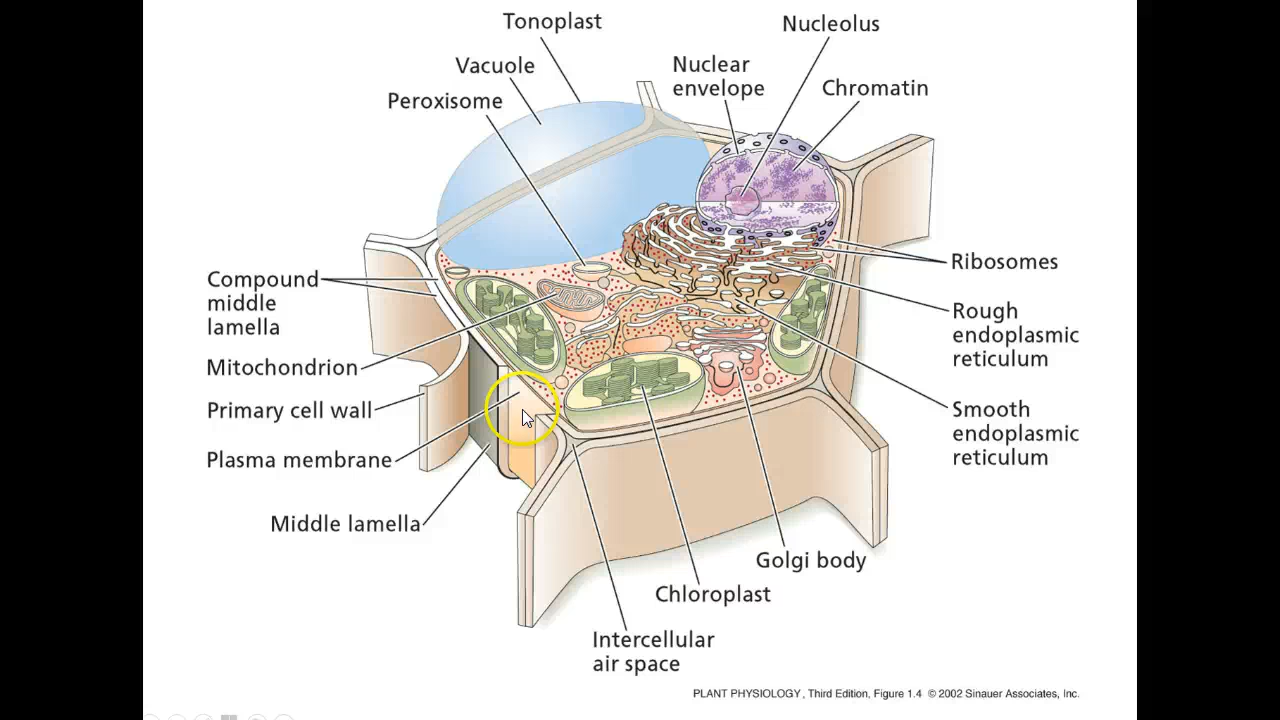 Tonoplast
Nucleolus
Vacuole
Nuclear
envelope
Chromatin
Peroxisome
Compound
middle
lamella
Ribosomes
Rough
endoplasmic
reticulum
Mitochondrion
Primary cell wall
Smooth
endoplasmic
reticulum
Plasma membrane
Middle lamella
Golgi body
Chloroplast
Intercellular
air space
PLANT PHYSIOLOGY, Third Edition, Figure 1.4 © 2002 Sinauer Associates, Inc.